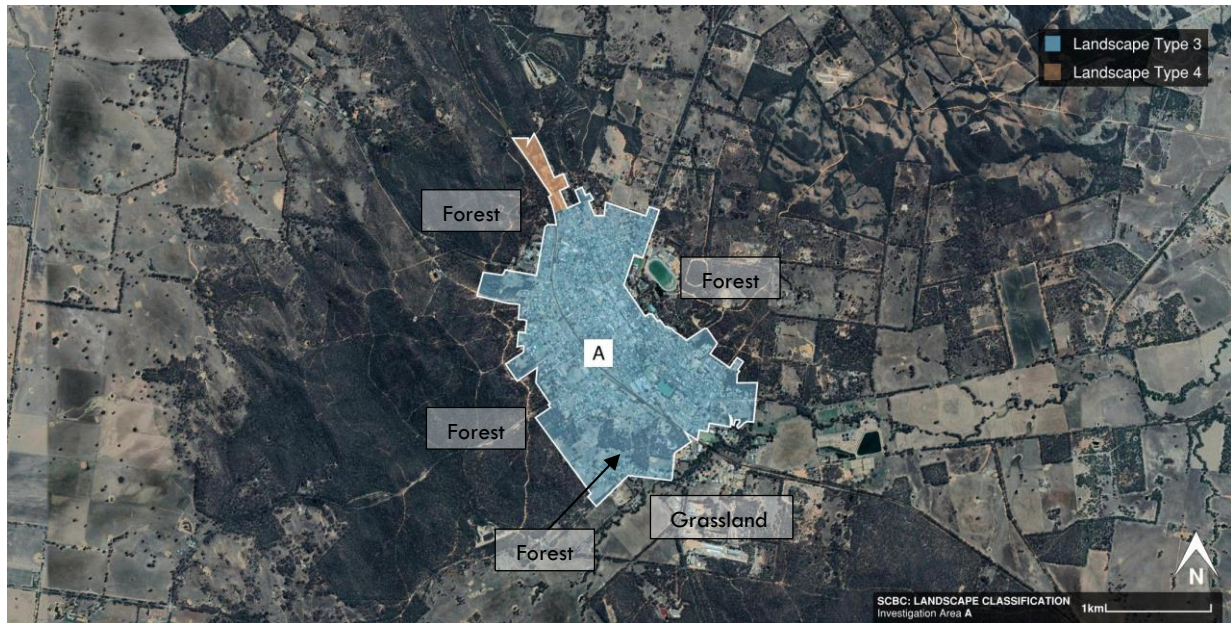 Landscape Type 3
Landscape Type 4
Forest
Forest
A
Forest
Grassland
Forest
N
SCBC: LANDSCAPE CLASSIFICATION
Investigation Area A
1km